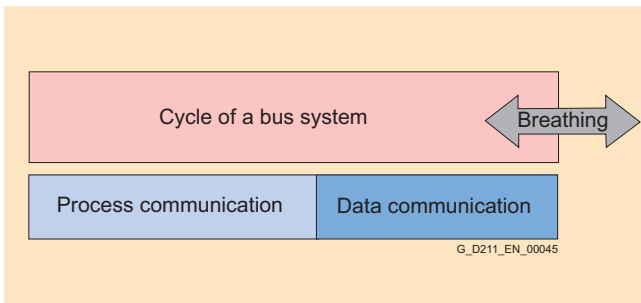 Cycle of a bus system
Breathing
Process communication
Data communication
G_D211_EN_00045